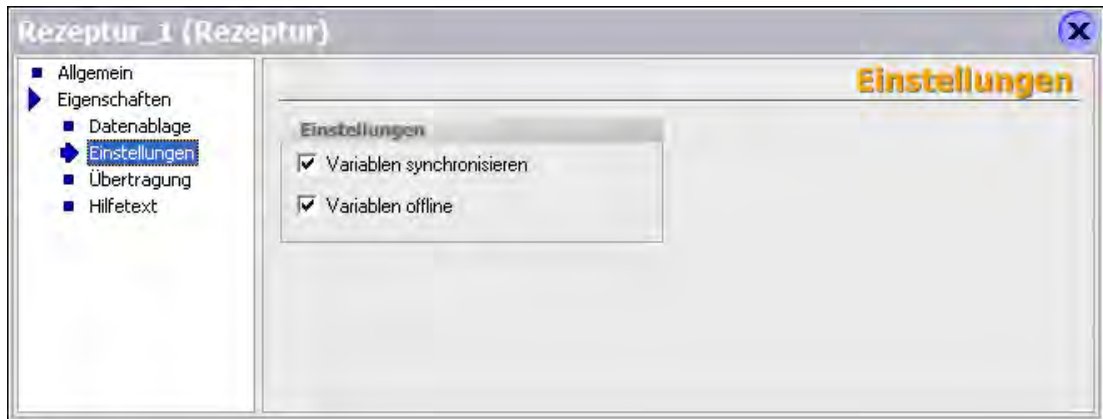 Rezeptur_1 (Rezeptur)
Allgemein
Eigenschaften
Datenablage
Einstellungen
Übertragung
Hilfetext
Einstellungen
Einstellungen
Variablen synchronisieren
Variablen offline